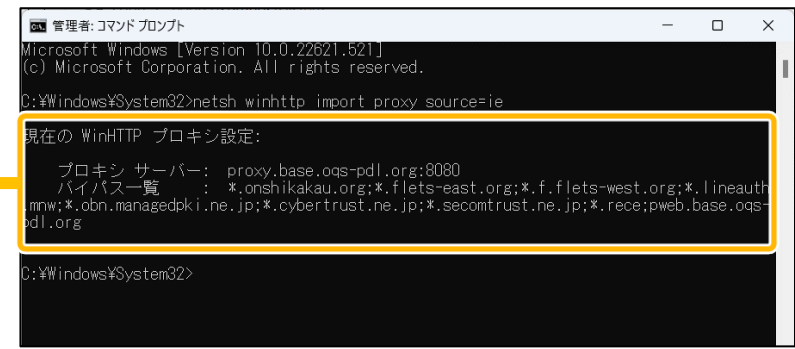 管理者: コマンド プロンプト
Microsoft Windows [Version 10.0.22621.521]
(c) Microsoft Corporation. All rights reserved.
C:¥Windows¥System32>netsh winhttp import proxy source=ie
現在の WinHTTP プロキシ設定:
プロキシ サーバー: proxy.base.oqs-pdl.org:8080
バイパス一覧 : *.onshikakau.org;*.flets-east.org;*.f.flets-west.org;*.lineauth
.mnw;*.obn.managedpki.ne.jp;*.cybertrust.ne.jp;*.secomtrust.ne.jp;*.rece;pweb.base.oqs-
pdl.org
C:¥Windows¥System32>